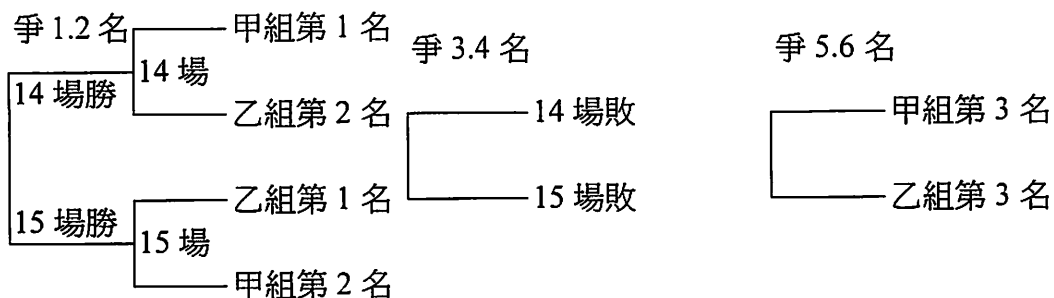 爭 1.2 名
甲組第 1 名
14 場
14 場勝
乙組第 2 名
乙組第 1 名
15 場勝
15 場
甲組第 2 名
爭 3.4 名
14 場敗
15 場敗
爭 5.6 名
甲組第 3 名
乙組第 3 名